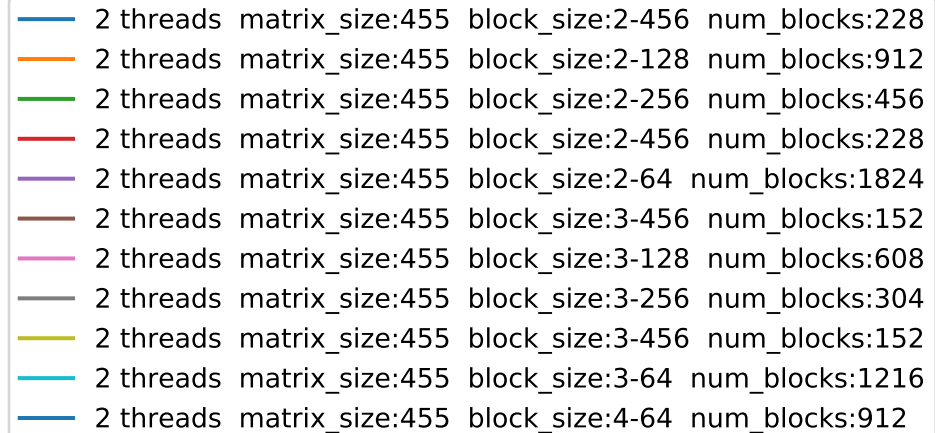 2 threads  matrix_size:455  block_size:2-456  num_blocks:228
2 threads  matrix_size:455  block_size:2-128  num_blocks:912
2 threads  matrix_size:455  block_size:2-256  num_blocks:456
2 threads  matrix_size:455  block_size:2-456  num_blocks:228
2 threads  matrix_size:455  block_size:2-64  num_blocks:1824
2 threads  matrix_size:455  block_size:3-456  num_blocks:152
2 threads  matrix_size:455  block_size:3-128  num_blocks:608
2 threads  matrix_size:455  block_size:3-256  num_blocks:304
2 threads  matrix_size:455  block_size:3-456  num_blocks:152
2 threads  matrix_size:455  block_size:3-64  num_blocks:1216
2 threads  matrix_size:455  block_size:4-64  num_blocks:912